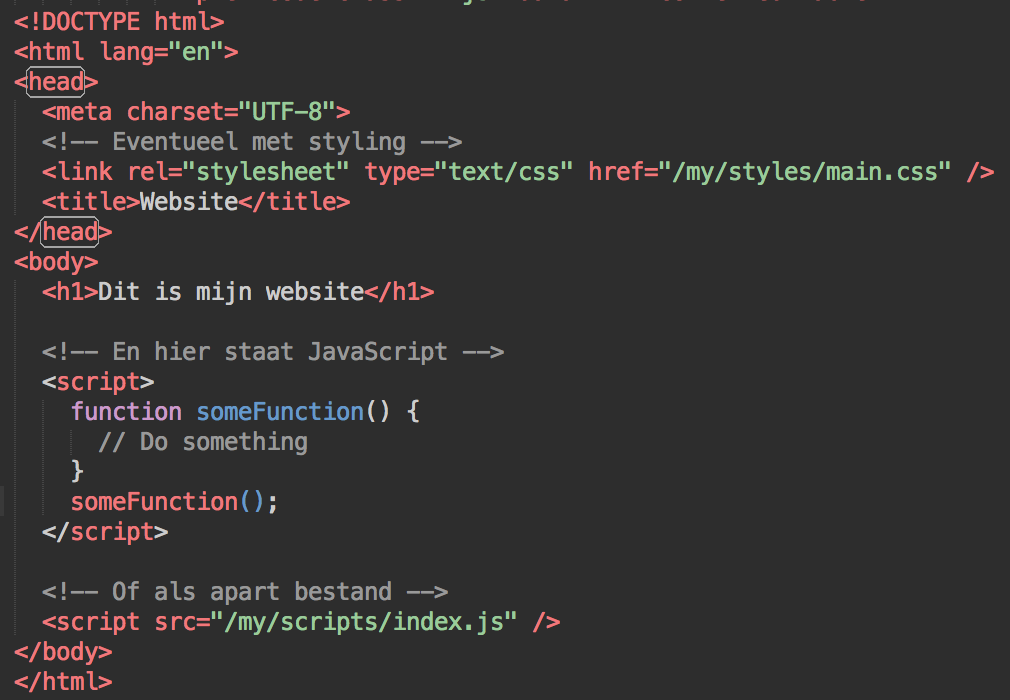 <!DOCTYPE html>
<html lang="en">
<head>
<meta charset="UTF-8">
<!-- Eventueel met styling -->
<link rel="stylesheet" type="text/css" href="/my/styles/main.css" />
<title>Website</title>
</head>
<body>
<h1>Dit is mijn website</h1>
<!-- En hier staat JavaScript -->
<script>
function someFunction() {
// Do something
}
someFunction();
</script>
<!-- Of als apart bestand -->
<script src="/my/scripts/index.js" />
</body>
</html>